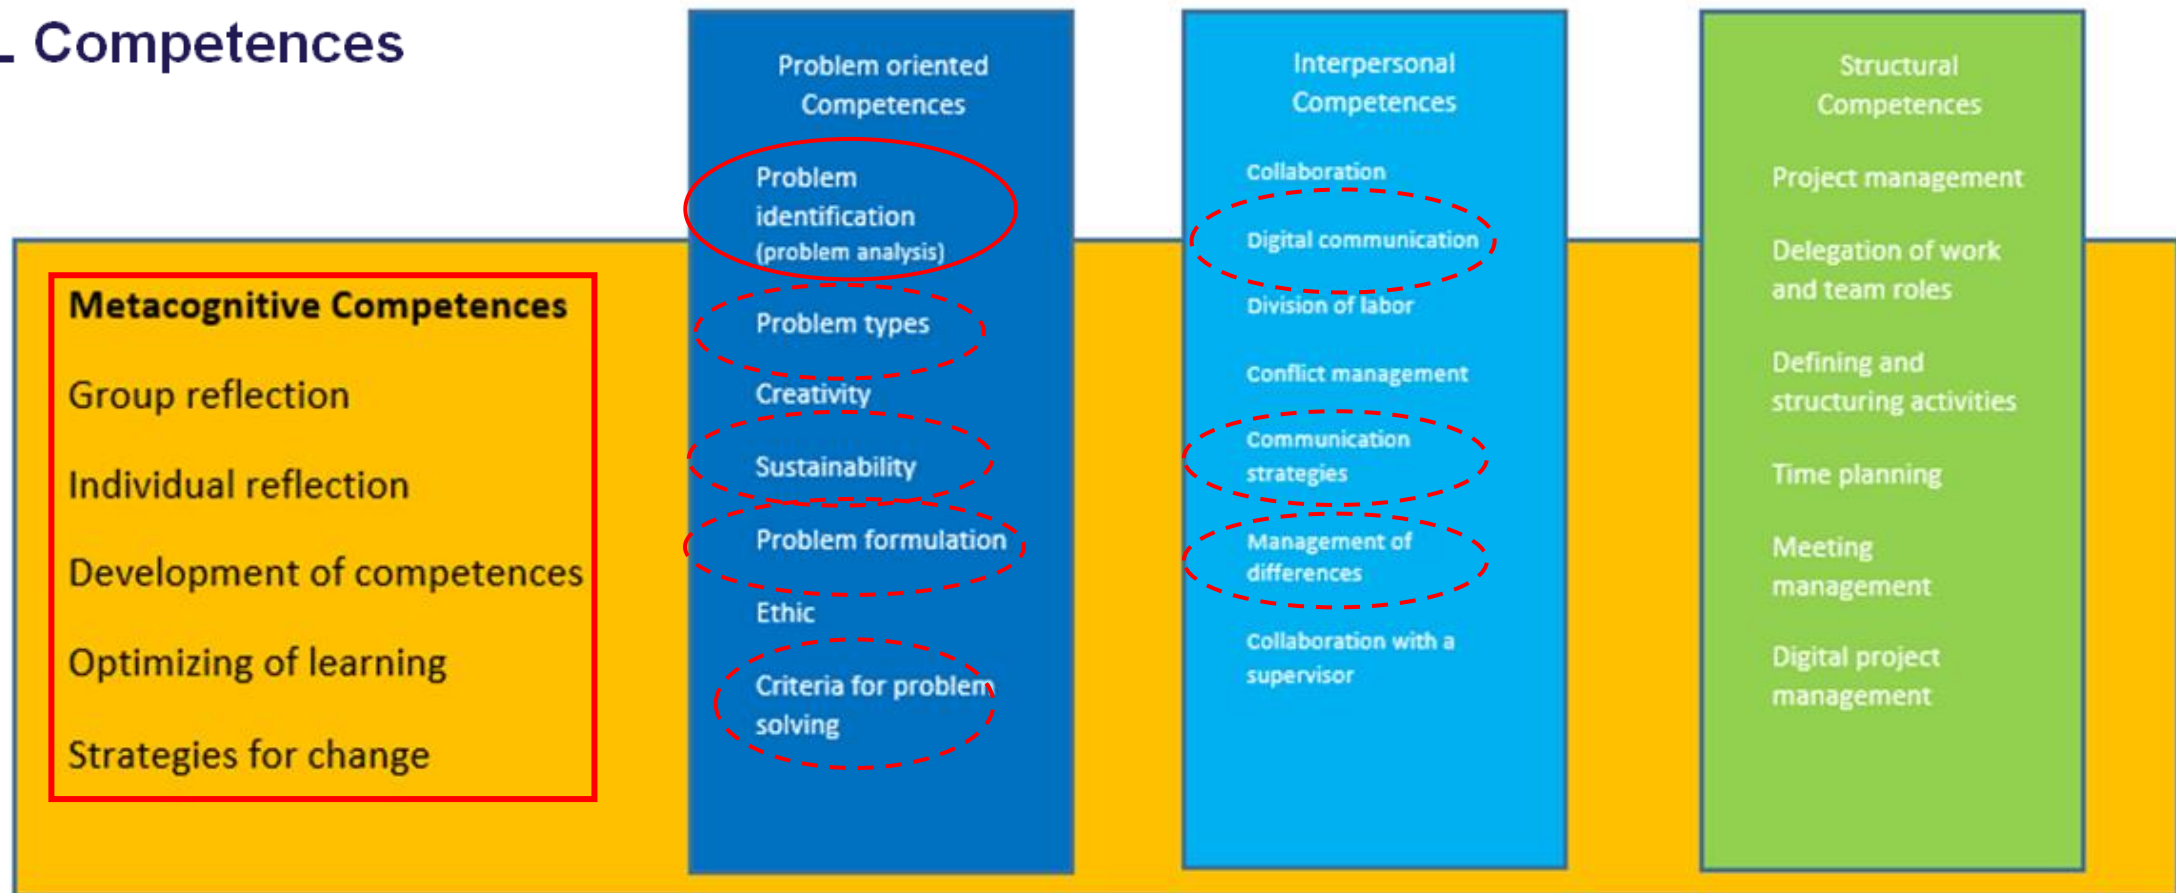 Competences
Metacognitive Competences
Group reflection
Individual reflection
Development of competences
Optimizing of learning
Strategies for change
Problem oriented
Competences
Problem
identification
(problem analysis)
Problem types
Creativity
Sustainability
Problem formulation
Ethic
Criteria for problem
solving
Interpersonal
Competences
Collaboration
Digital communication
Division of labor
Conflict management
Communication
strategies
Management of
differences
Collaboration with a
supervisor
Structural
Competences
Project management
Delegation of work
and team roles
Defining and
structuring activities
Time planning
Meeting
management
Digital project
management